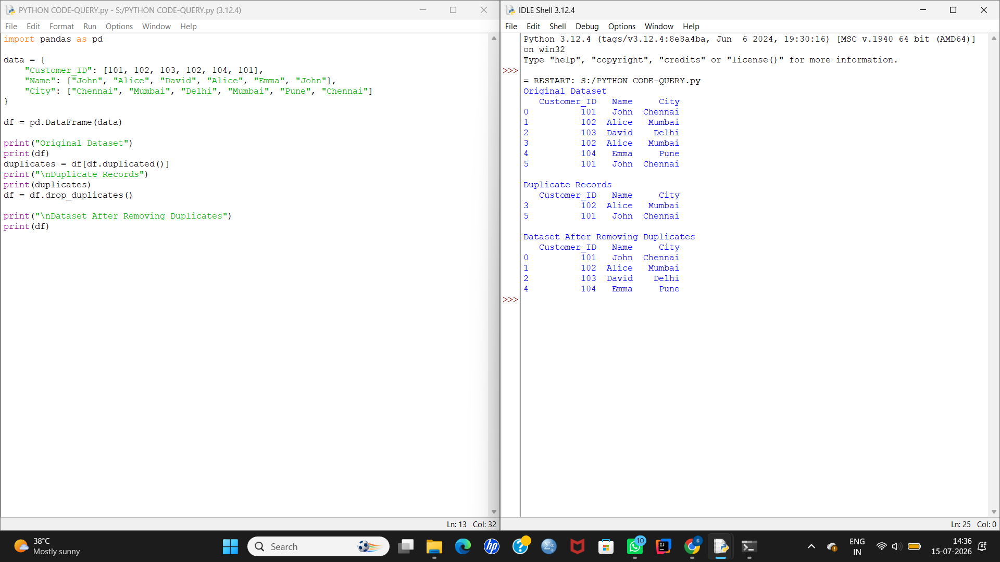 PYTHON CODE-QUERY.py - S:/PYTHON CODE-QUERY.py (3.12.4)
File Edit Format Run Options Window Help
import pandas as pd
data = {
    "Customer_ID": [101, 102, 103, 102, 104, 101],
    "Name": ["John", "Alice", "David", "Alice", "Emma", "John"],
    "City": ["Chennai", "Mumbai", "Delhi", "Mumbai", "Pune", "Chennai"]
}
df = pd.DataFrame(data)
print("Original Dataset")
print(df)
duplicates = df[df.duplicated()]
print("\nDuplicate Records")
print(duplicates)
df = df.drop_duplicates()
print("\nDataset After Removing Duplicates")
print(df)
Ln: 13 Col: 32
IDLE Shell 3.12.4
File Edit Shell Debug Options Window Help
Python 3.12.4 (tags/v3.12.4:8e8a4ba, Jun  6 2024, 19:30:16) [MSC v.1940 64 bit (AMD64)]
on win32
Type "help", "copyright", "credits" or "license()" for more information.
>>>
= RESTART: S:/PYTHON CODE-QUERY.py
Original Dataset
   Customer_ID   Name     City
0          101   John  Chennai
1          102  Alice   Mumbai
2          103  David    Delhi
3          102  Alice   Mumbai
4          104   Emma     Pune
5          101   John  Chennai
Duplicate Records
   Customer_ID   Name     City
3          102  Alice   Mumbai
5          101   John  Chennai
Dataset After Removing Duplicates
   Customer_ID   Name     City
0          101   John  Chennai
1          102  Alice   Mumbai
2          103  David    Delhi
4          104   Emma     Pune
>>>
Ln: 25 Col: 0
38°C
Mostly sunny
Search
hp
10
S
ENG
IN
14:36
15-07-2026